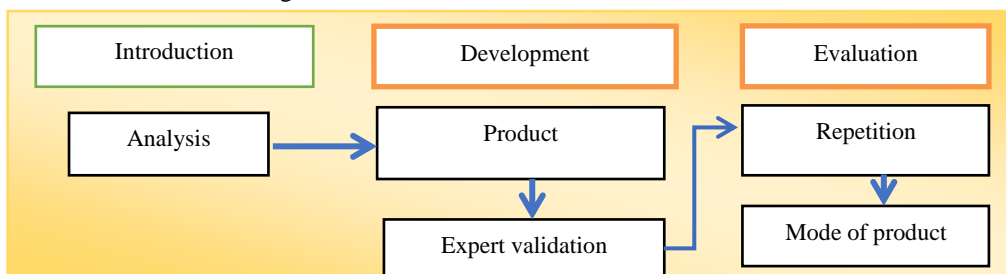 Introduction
Development
Evaluation
Analysis
Product
Repetition
Expert validation
Mode of product